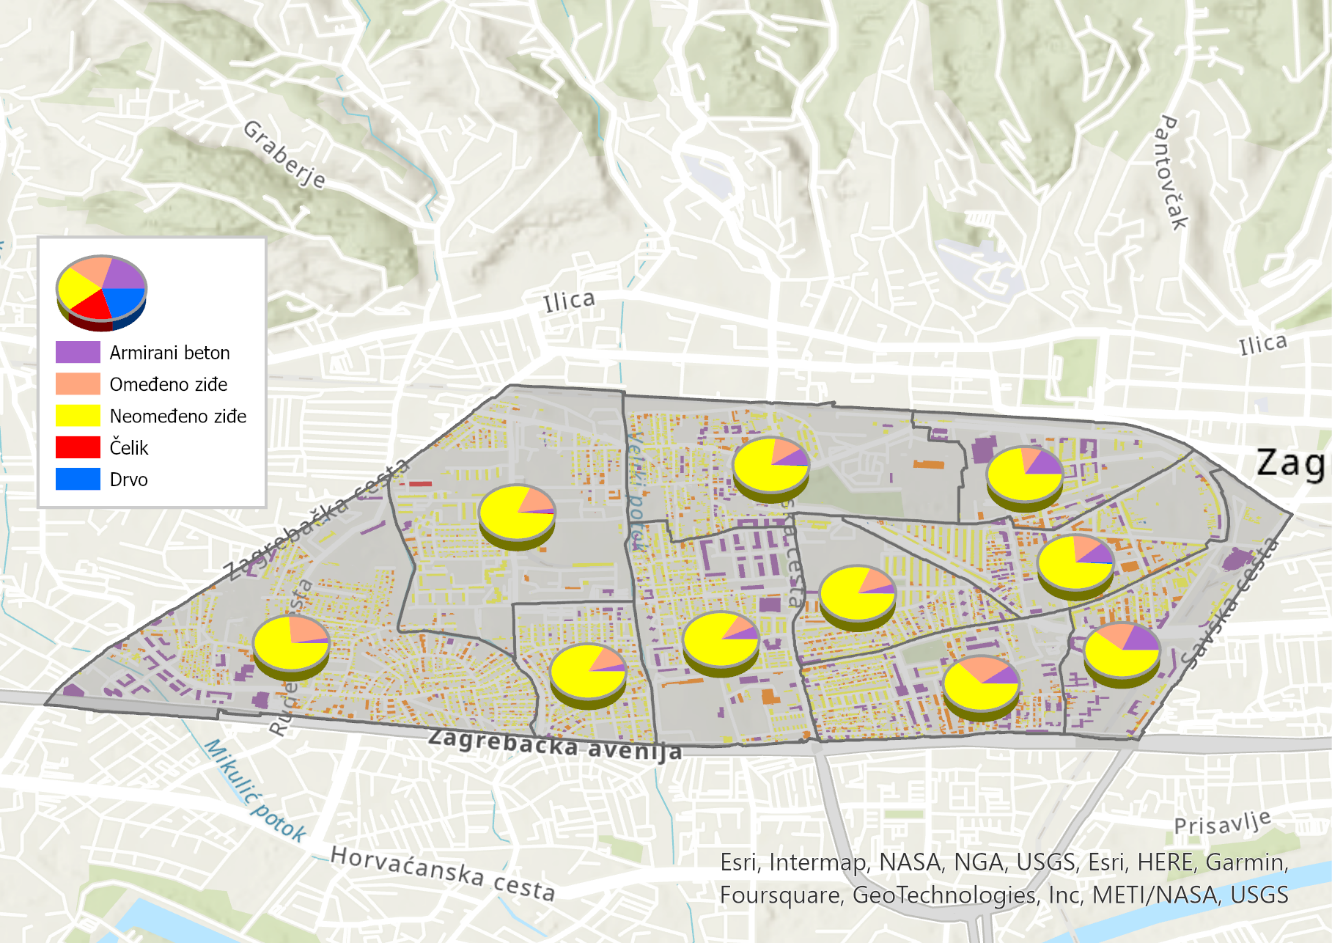 Graberje
Pantovčak
Ilica
Ilica
Armirani beton
Omeđeno ziđe
Neomeđeno ziđe
Čelik
Drvo
Zag
Zagrebačka cesta
Veliki potok
cesta
Savska cesta
Zagrebačka avenija
Mikulić potok
Prisavlje
Horvaćanska cesta
Esri, Intermap, NASA, NGA, USGS, Esri, HERE, Garmin,
Foursquare, GeoTechnologies, Inc, METI/NASA, USGS